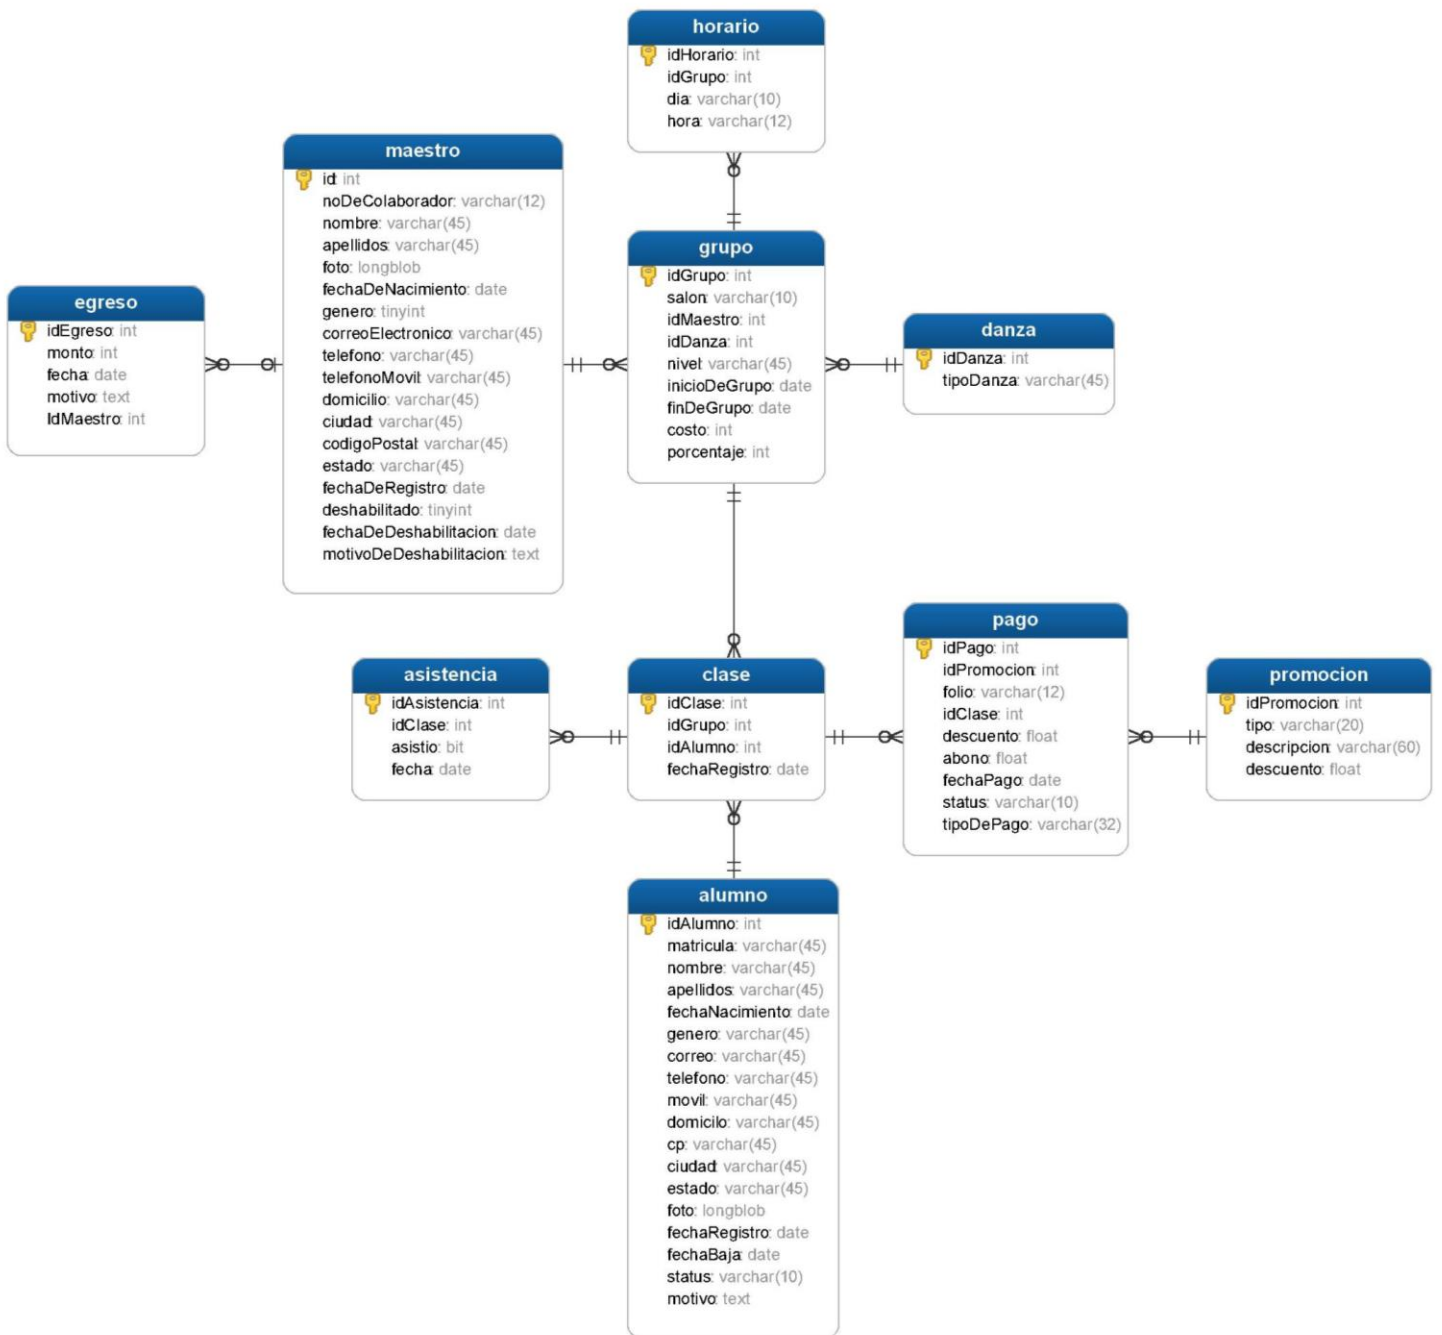 horario
idHorario: int
idGrupo: int
dia: varchar(10)
hora: varchar(12)
maestro
id: int
noDeColaborador: varchar(12)
nombre: varchar(45)
apellidos: varchar(45)
foto: longblob
fechaDeNacimiento: date
genero: tinyint
correoElectronico: varchar(45)
telefono: varchar(45)
telefonoMovil: varchar(45)
domicilio: varchar(45)
ciudad: varchar(45)
codigoPostal: varchar(45)
estado: varchar(45)
fechaDeRegistro: date
deshabilitado: tinyint
fechaDeDeshabilitacion: date
motivoDeDeshabilitacion: text
grupo
idGrupo: int
salon: varchar(10)
idMaestro: int
idDanza: int
nivel: varchar(45)
inicioDeGrupo: date
finDeGrupo: date
costo: int
porcentaje: int
egreso
idEgreso: int
monto: int
fecha: date
motivo: text
IdMaestro: int
danza
idDanza: int
tipoDanza: varchar(45)
asistencia
idAsistencia: int
idClase: int
asistio: bit
fecha: date
clase
idClase: int
idGrupo: int
idAlumno: int
fechaRegistro: date
pago
idPago: int
idPromocion: int
folio: varchar(12)
idClase: int
descuento: float
abono: float
fechaPago: date
status: varchar(10)
tipoDePago: varchar(32)
promocion
idPromocion: int
tipo: varchar(20)
descripcion: varchar(60)
descuento: float
alumno
idAlumno: int
matricula: varchar(45)
nombre: varchar(45)
apellidos: varchar(45)
fechaNacimiento: date
genero: varchar(45)
correo: varchar(45)
telefono: varchar(45)
movil: varchar(45)
domicilo: varchar(45)
cp: varchar(45)
ciudad: varchar(45)
estado: varchar(45)
foto: longblob
fechaRegistro: date
fechaBaja: date
status: varchar(10)
motivo: text